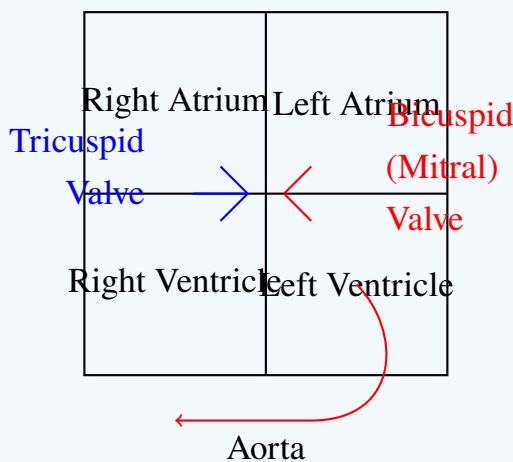 Right Atrium
Left Atrium
Tricuspid
Valve
Bicuspid
(Mitral)
Valve
Right Ventricle
Left Ventricle
Aorta